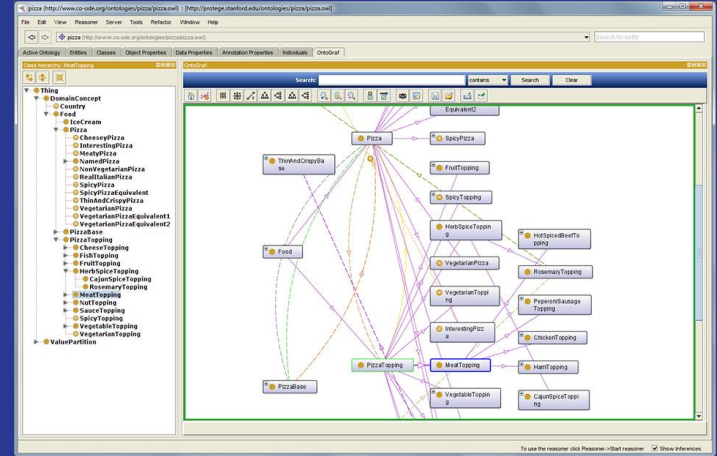 pizza (http://www.co-ode.org/ontologies/pizza/pizza.owl) : [http://protege.stanford.edu/ontologies/pizza/pizza.owl]
File Edit View Reasoner Server Tools Refactor Window Help
pizza (http://www.co-ode.org/ontologies/pizza/pizza.owl)
Search for entity
Active Ontology Entities Classes Object Properties Data Properties Annotation Properties Individuals OntoGraf
Class hierarchy: MeatTopping
Thing
DomainConcept
Country
Food
IceCream
Pizza
CheeseyPizza
InterestingPizza
MeatyPizza
NamedPizza
NonVegetarianPizza
RealItalianPizza
SpicyPizza
SpicyPizzaEquivalent
ThinAndCrispyPizza
VegetarianPizza
VegetarianPizzaEquivalent1
VegetarianPizzaEquivalent2
PizzaBase
PizzaTopping
CheeseTopping
FishTopping
FruitTopping
HerbSpiceTopping
CajunSpiceTopping
RosemaryTopping
MeatTopping
NutTopping
SauceTopping
SpicyTopping
VegetableTopping
VegetarianTopping
ValuePartition
OntoGraf
Search: contains Search Clear
Equivalent2
Pizza
SpicyPizza
ThinAndCrispyBa
se
FruitTopping
SpicyTopping
HerbSpiceToppin
g
HotSpicedBeefTo
pping
Food
VegetarianPizza
RosemaryTopping
VegetarianToppi
ng
PeperoniSausage
Topping
InterestingPizz
a
ChickenTopping
PizzaTopping
MeatTopping
HamTopping
PizzaBase
VegetableToppin
g
CajunSpiceToppi
ng
To use the reasoner click Reasoner->Start reasoner Show Inferences